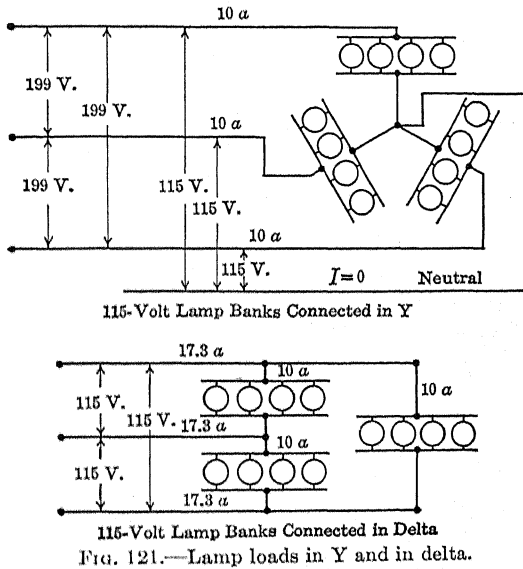 10 a
199 V.
199 V.
10 a
199 V.
115 V.
115 V.
10 a
115 V.
I=0 Neutral
115-Volt Lamp Banks Connected in Y
17.3 a
10 a
10 a
115 V.
115 V.
17.3 a
10 a
115 V.
17.3 a
115-Volt Lamp Banks Connected in Delta
FIG. 121.—Lamp loads in Y and in delta.